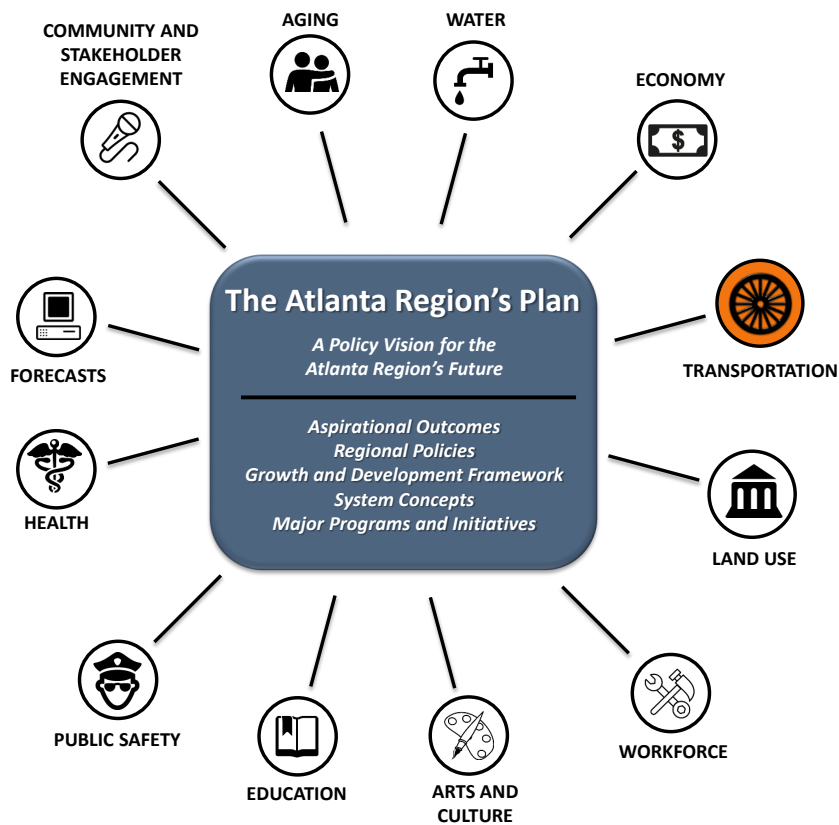 COMMUNITY AND
STAKEHOLDER
ENGAGEMENT
AGING
WATER
ECONOMY
$
The Atlanta Region's Plan
A Policy Vision for the
Atlanta Region's Future
Aspirational Outcomes
Regional Policies
Growth and Development Framework
System Concepts
Major Programs and Initiatives
TRANSPORTATION
LAND USE
WORKFORCE
ARTS AND
CULTURE
EDUCATION
PUBLIC SAFETY
HEALTH
FORECASTS